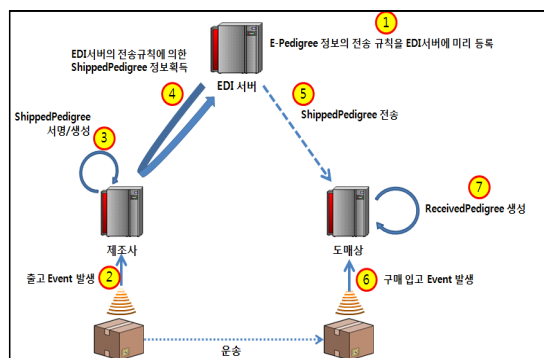 1
E-Pedigree 정보의 전송 규칙을 EDI서버에 미리 등록
EDI서버의 전송규칙에 의한
ShippedPedigree 정보획득
EDI 서버
4
5
ShippedPedigree 전송
ShippedPedigree
서명/생성
3
7
ReceivedPedigree 생성
제조사
도매상
출고 Event 발생
2
6
구매 입고 Event 발생
운송